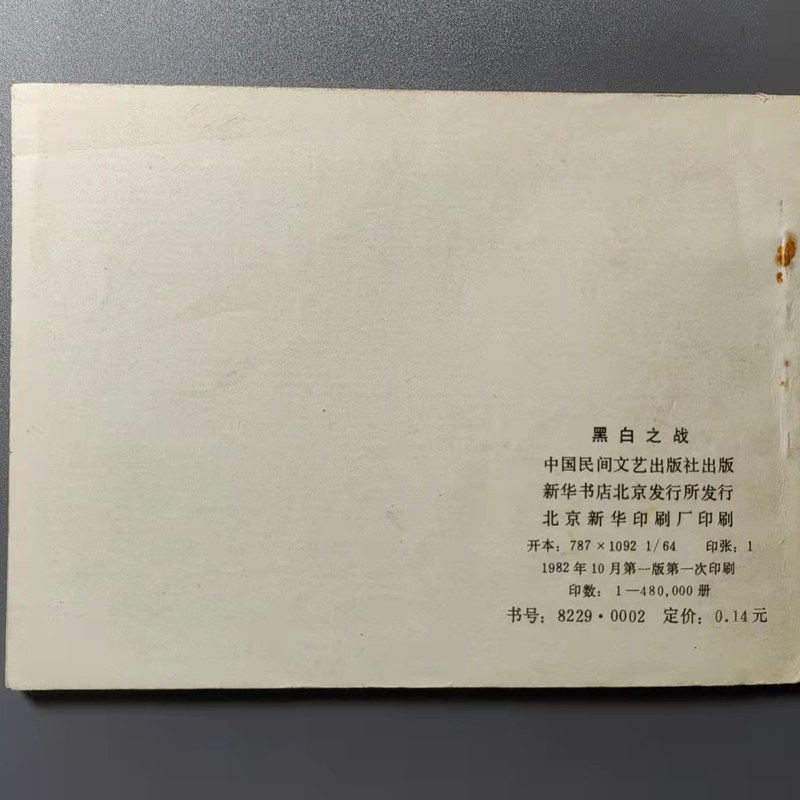 黑白之战
中国民间文艺出版社出版
新华书店北京发行所发行
北京新华印刷厂印刷
开本：787×1092 1/64 印张：1
1982年10月第一版第一次印刷
印数：1—480,000册
书号：8229·0002 定价：0.14元